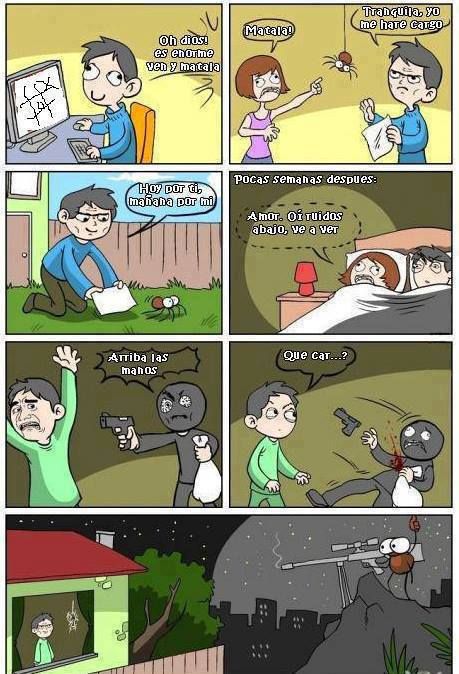 Oh dios!
es enorme
ven y matala
Matala!
Tranquila, yo
me hare cargo
Hoy por ti,
mañana por mi
Pocas semanas despues:
Amor. Oí ruidos
abajo, ve a ver
Arriba las
manos
Que car...?